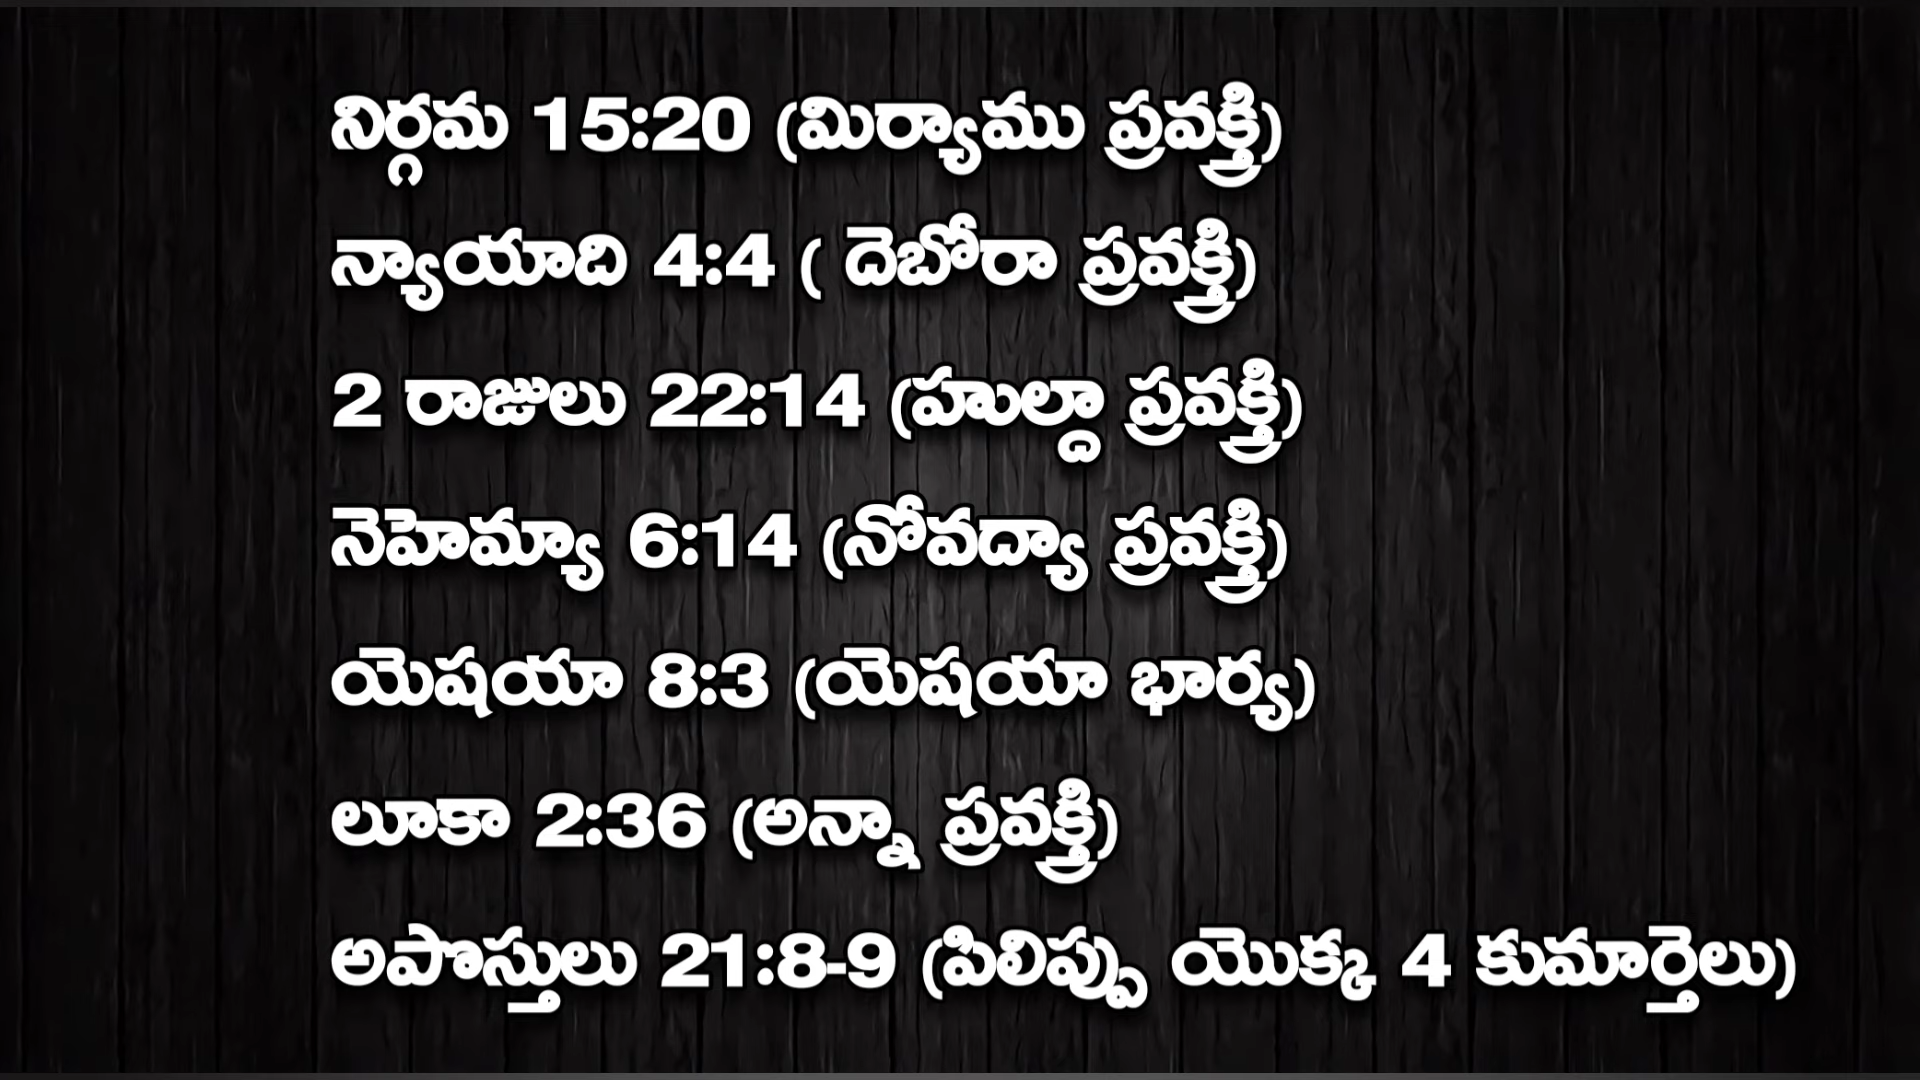 నిర్గమ 15:20 (మిర్యాము ప్రవక్త్రి)
న్యాయాది 4:4 ( దెబోరా ప్రవక్త్రి)
2 రాజులు 22:14 (హుల్దా ప్రవక్త్రి)
నెహెమ్యా 6:14 (నోవద్యా ప్రవక్త్రి)
యెషయా 8:3 (యెషయా భార్య)
లూకా 2:36 (అన్నా ప్రవక్త్రి)
అపొస్తులు 21:8-9 (పిలిప్పు యొక్క 4 కుమార్తెలు)